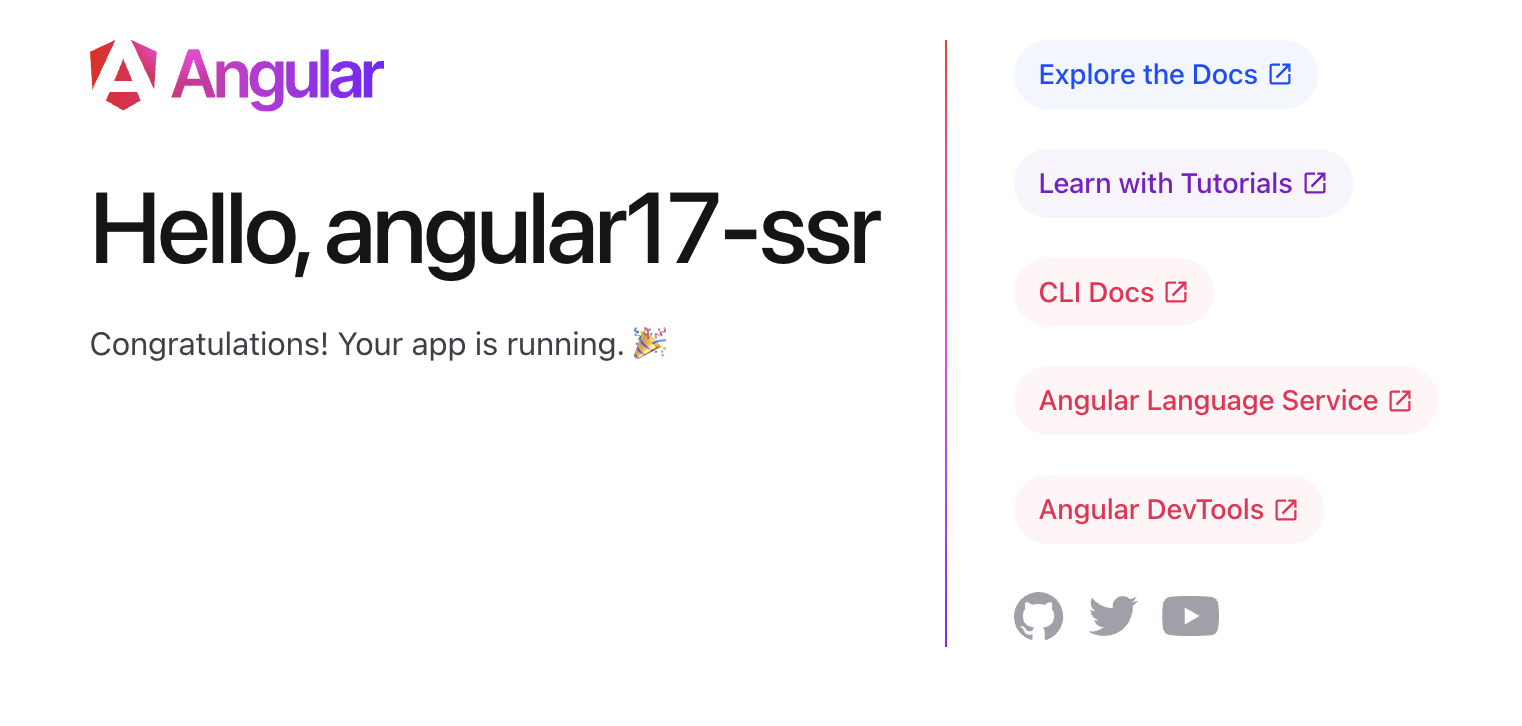 Angular
Hello, angular17-ssr
Congratulations! Your app is running. 🎉
Explore the Docs
Learn with Tutorials
CLI Docs
Angular Language Service
Angular DevTools